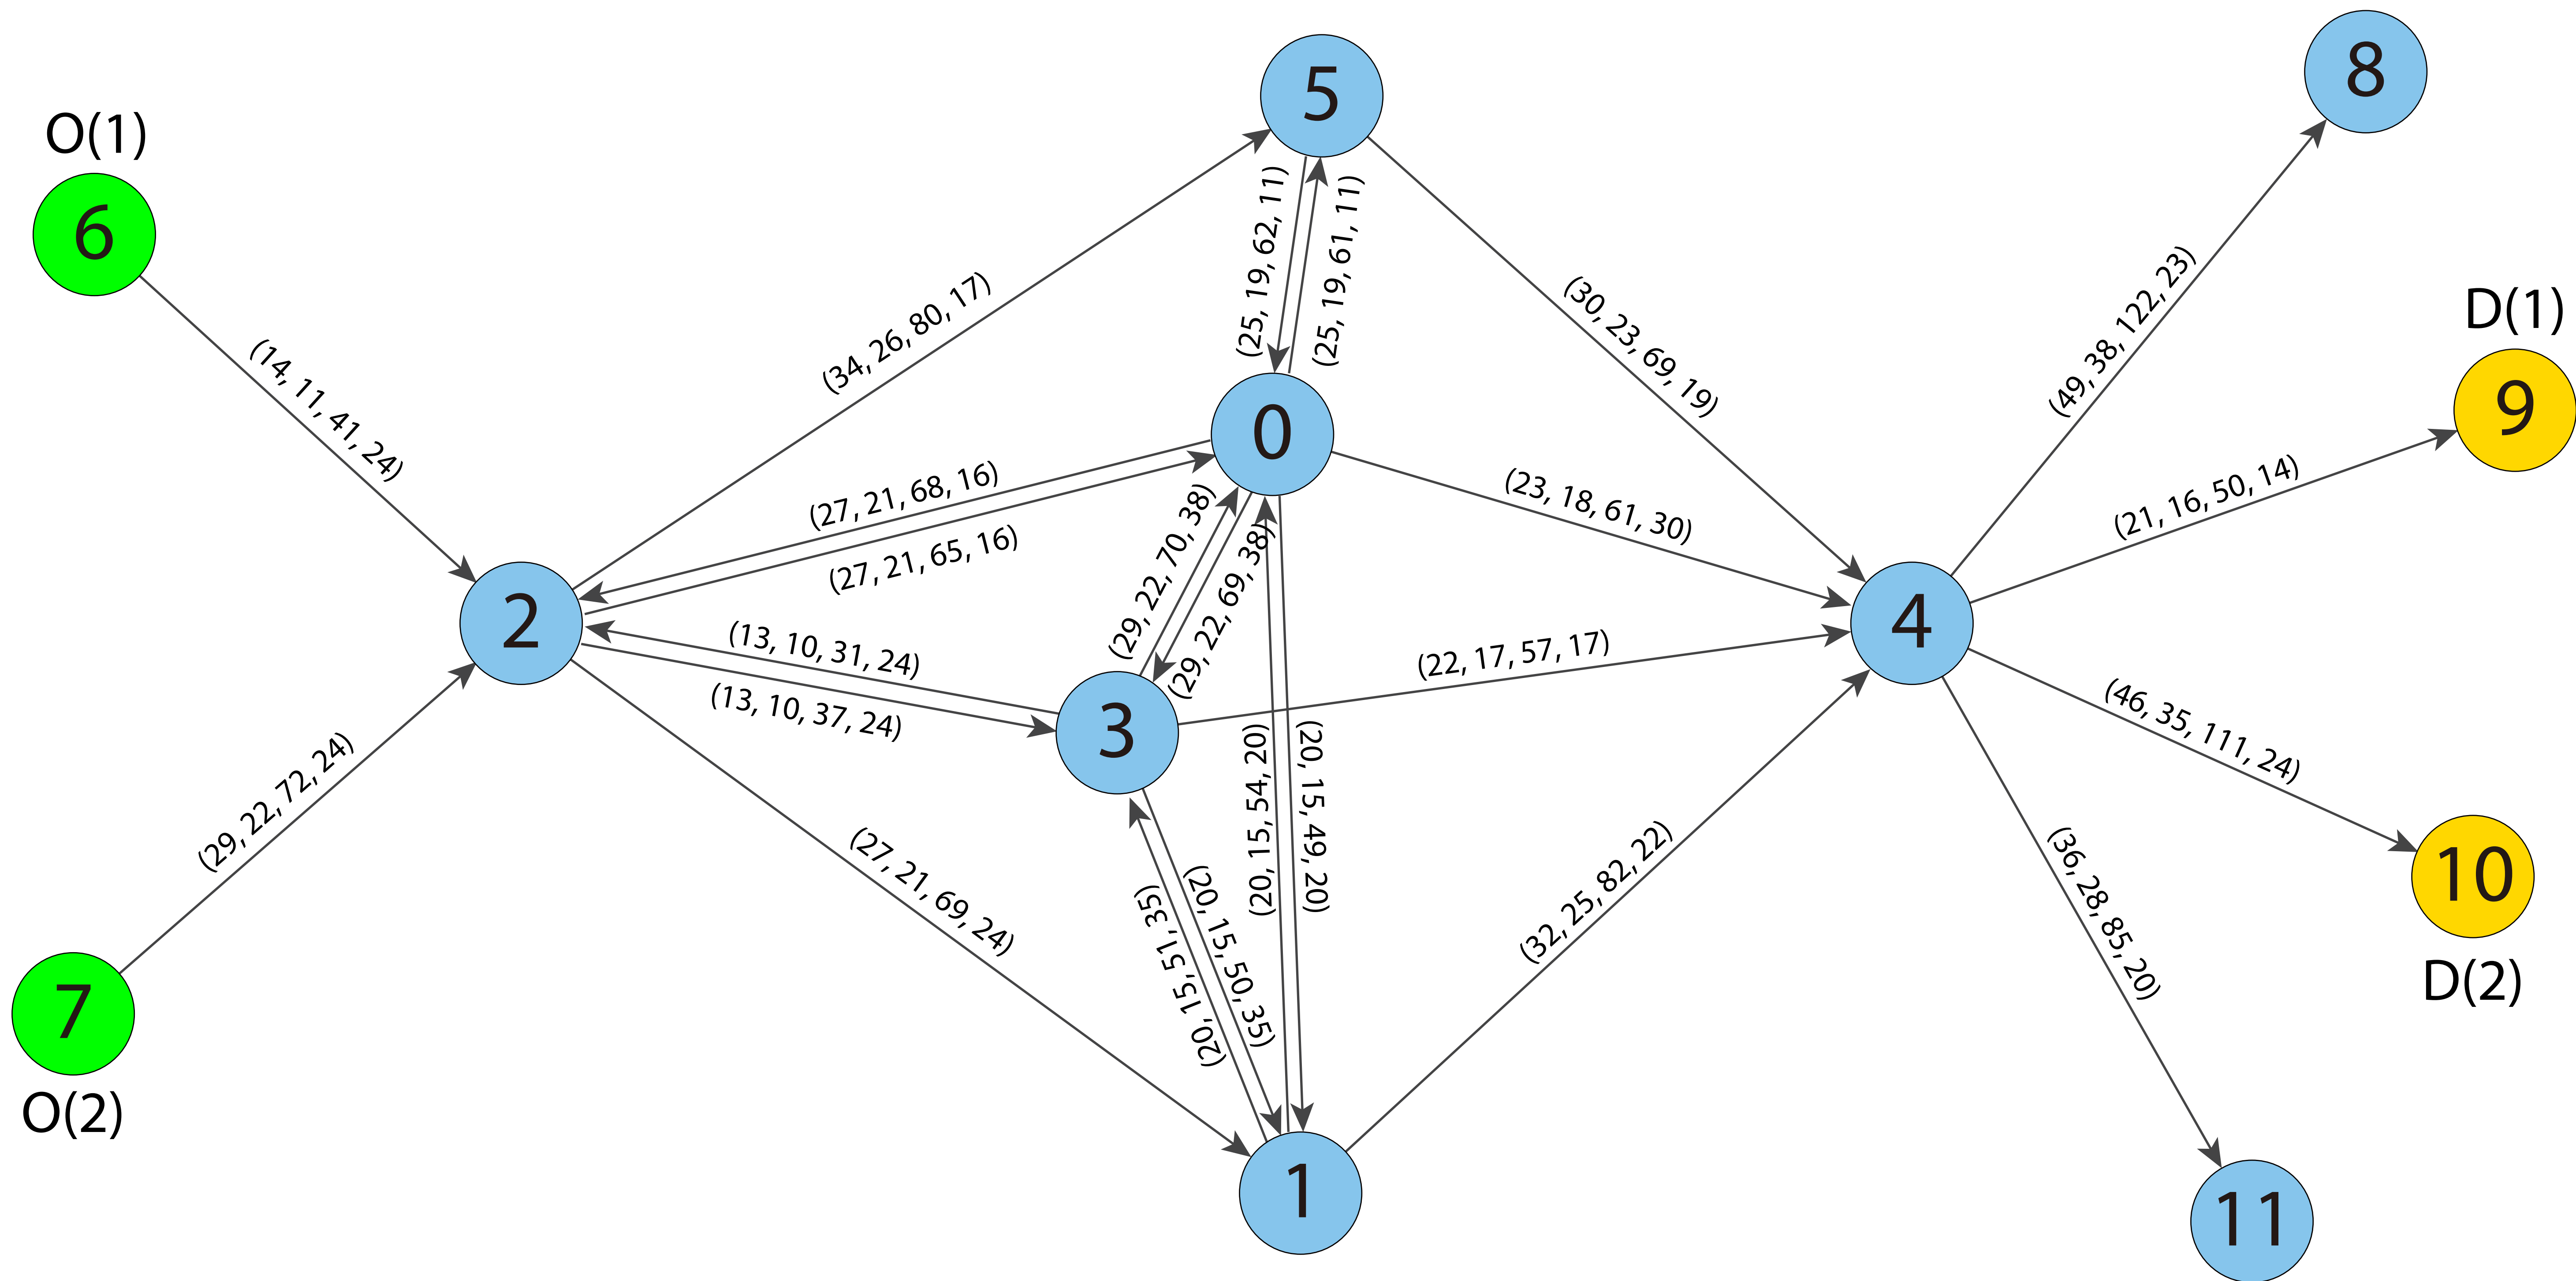 O(1)
6
5
8
D(1)
9
(14, 11, 41, 24)
(34, 26, 80, 17)
(25, 19, 62, 11)
(25, 19, 61, 11)
(30, 23, 69, 19)
(49, 38, 122, 23)
0
(27, 21, 68, 16)
(27, 21, 65, 16)
(23, 18, 61, 30)
(21, 16, 50, 14)
2
(13, 10, 31, 24)
(13, 10, 37, 24)
(29, 22, 70, 38)
(29, 22, 69, 38)
3
(22, 17, 57, 17)
4
(46, 35, 111, 24)
(29, 22, 72, 24)
(27, 21, 69, 24)
(20, 15, 51, 35)
(20, 15, 50, 35)
(20, 15, 54, 20)
(20, 15, 49, 20)
(32, 25, 82, 22)
(36, 28, 85, 20)
10
D(2)
7
O(2)
1
11